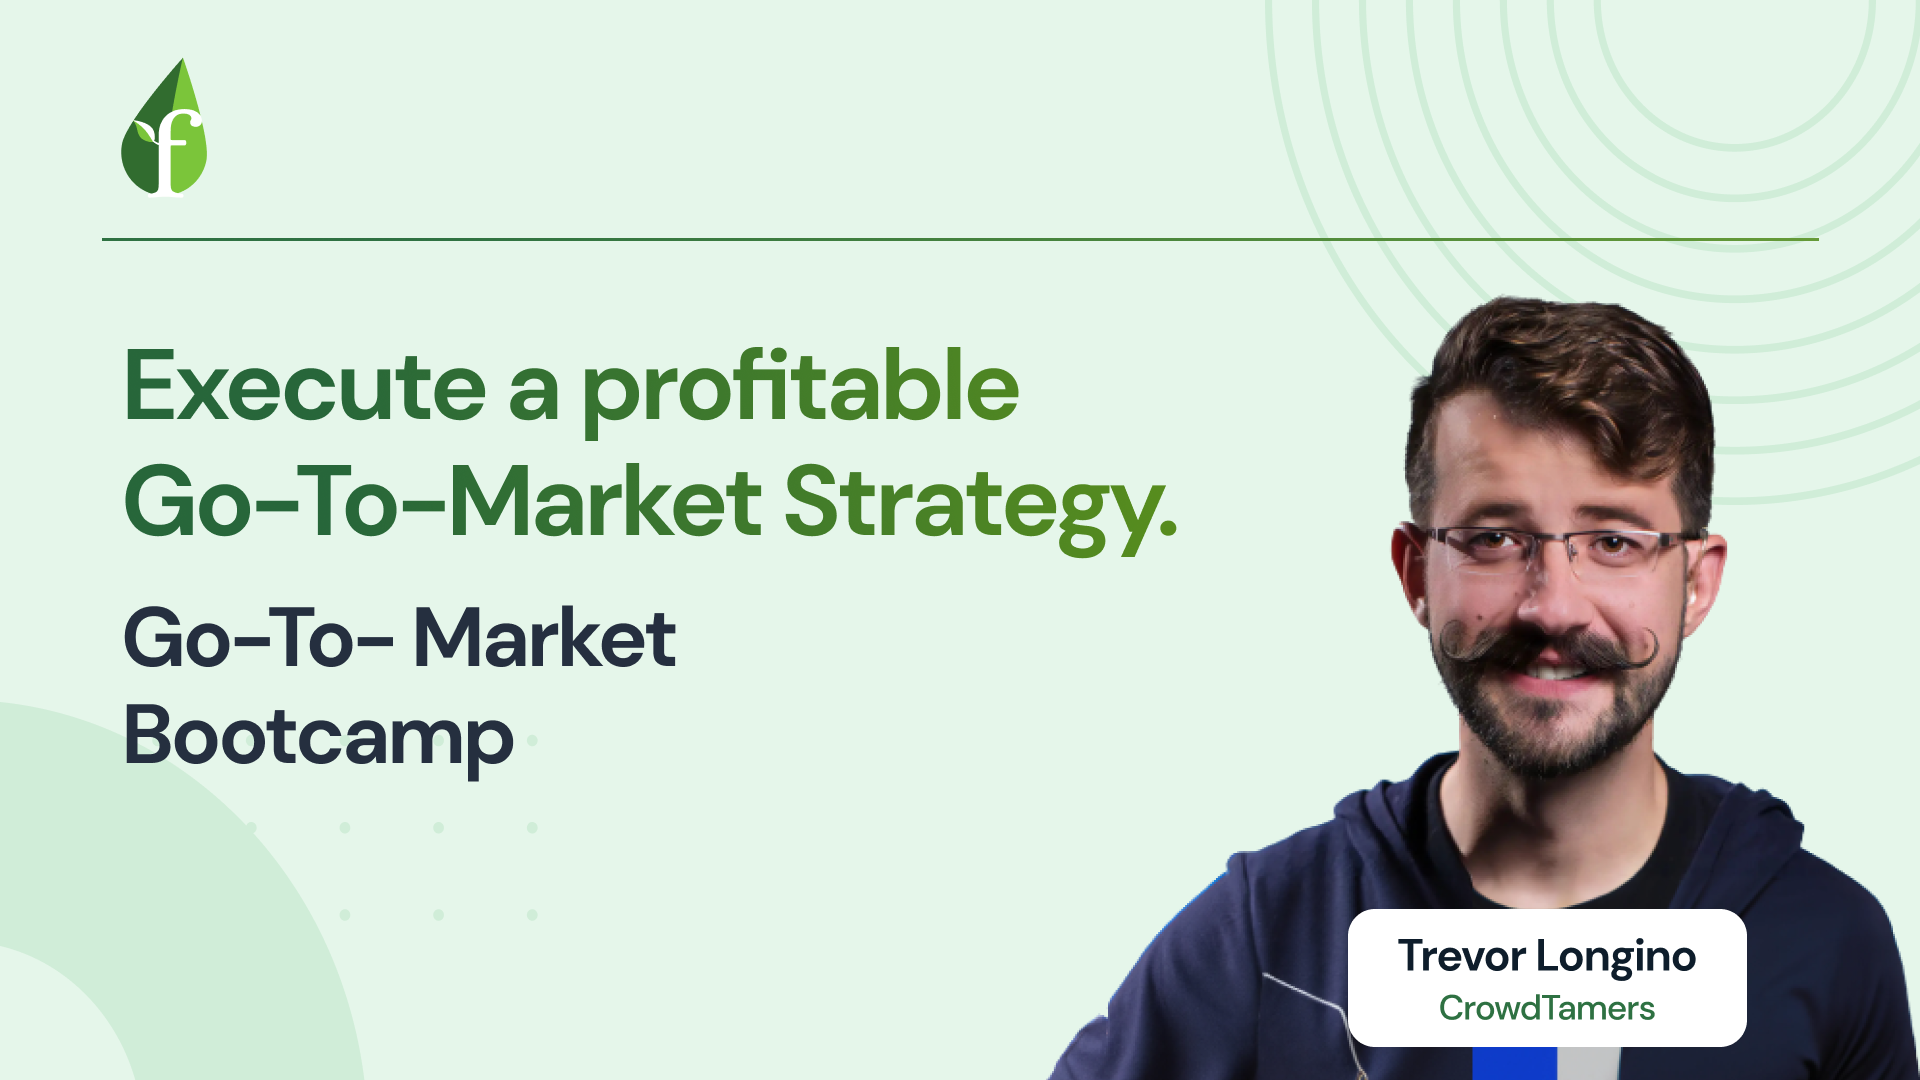 f
Execute a profitable
Go-To-Market Strategy.
Go-To- Market
Bootcamp
Trevor Longino
CrowdTamers